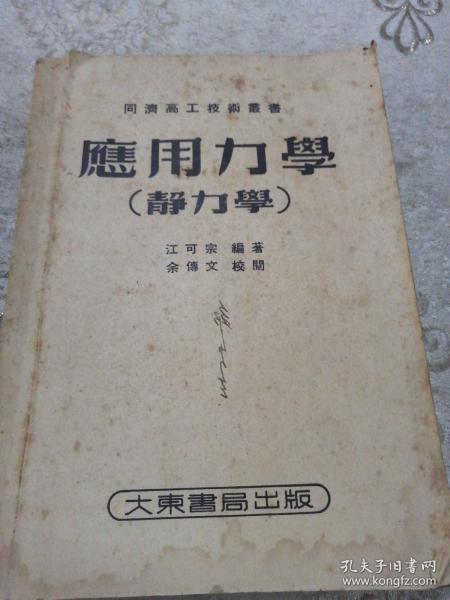 同濟高工技術叢書
應用力學
(靜力學)
江可宗 編著
余傳文 校閱
大東書局出版
孔夫子旧书网
www.kongfz.com